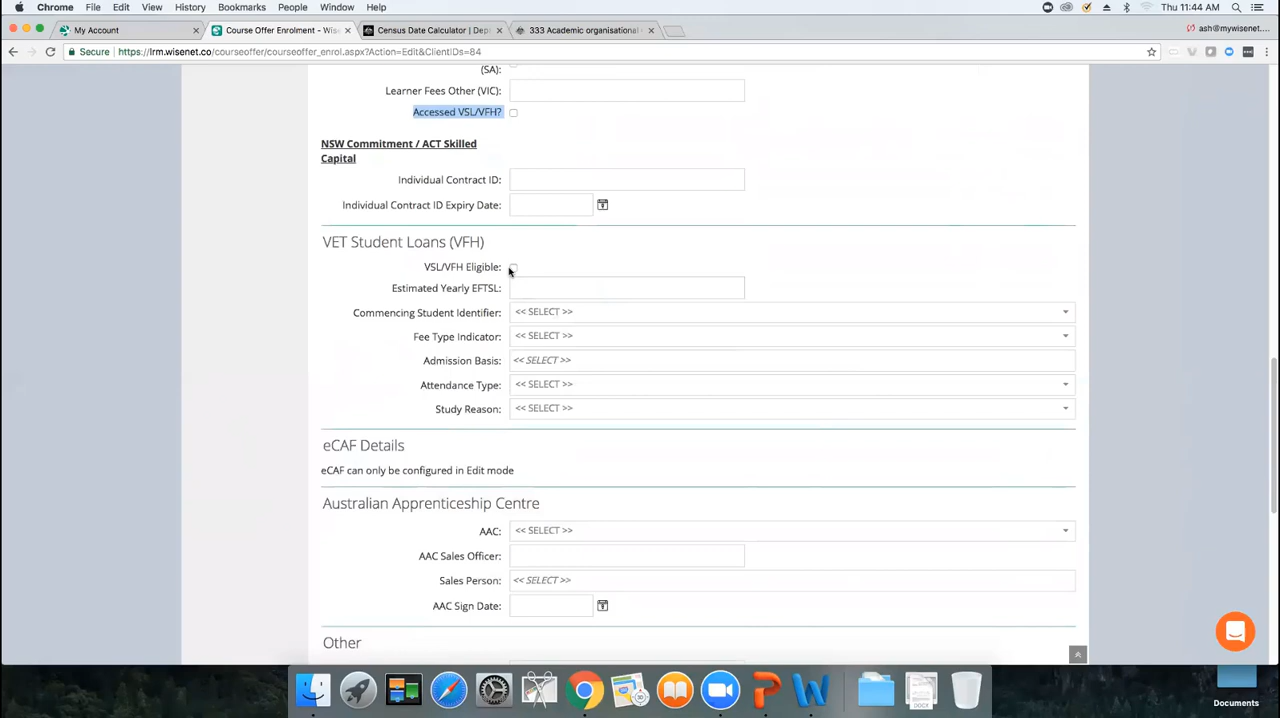 Chrome File Edit View History Bookmarks People Window Help Thu 11:44 AM
My Account Course Offer Enrolment - Wise Census Date Calculator | Dep 333 Academic organisational ash@mywisenet....
Secure https://lrm.wisenet.co/courseoffer/courseoffer_enrol.aspx?Action=Edit&ClientIDs=84
(SA):
Learner Fees Other (VIC):
Accessed VSL/VFH?
NSW Commitment / ACT Skilled
Capital
Individual Contract ID:
Individual Contract ID Expiry Date:
VET Student Loans (VFH)
VSL/VFH Eligible:
Estimated Yearly EFTSL:
Commencing Student Identifier: << SELECT >>
Fee Type Indicator: << SELECT >>
Admission Basis: << SELECT >>
Attendance Type: << SELECT >>
Study Reason: << SELECT >>
eCAF Details
eCAF can only be configured in Edit mode
Australian Apprenticeship Centre
AAC: << SELECT >>
AAC Sales Officer:
Sales Person: << SELECT >>
AAC Sign Date:
Other
30
P W
DOCX
Documents